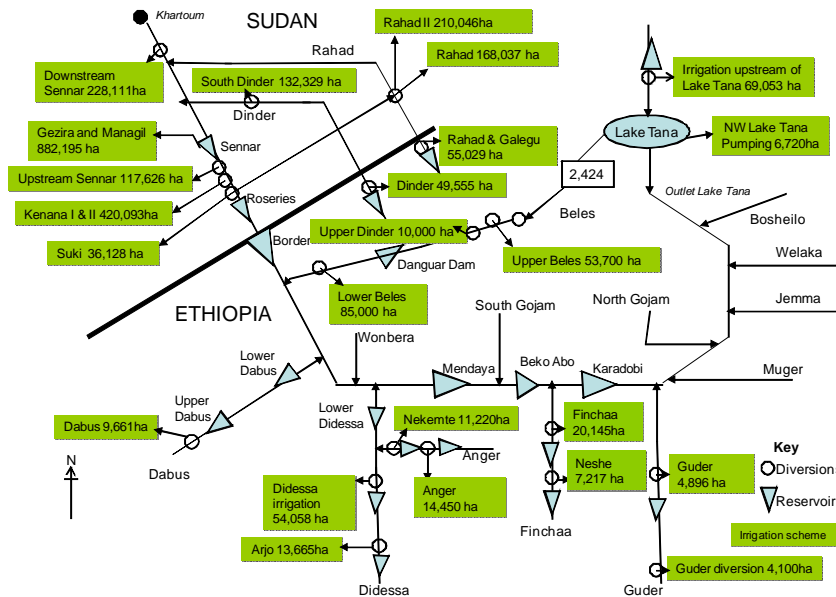 Khartoum
SUDAN
Rahad II 210,046ha
Rahad
Rahad 168,037 ha
Downstream
Sennar 228,111ha
South Dinder 132,329 ha
Irrigation upstream of
Lake Tana 69,053 ha
Dinder
Gezira and Managil
882,195 ha
Sennar
Lake Tana
NW Lake Tana
Pumping 6,720ha
Rahad & Galegu
55,029 ha
Upstream Sennar 117,626 ha
2,424
Dinder 49,555 ha
Roseries
Outlet Lake Tana
Kenana I & II 420,093ha
Beles
Bosheilo
Upper Dinder 10,000 ha
Suki 36,128 ha
Border
Upper Beles 53,700 ha
Welaka
Danguar Dam
Lower Beles
85,000 ha
ETHIOPIA
South Gojam
North Gojam
Jemma
Wonbera
Lower
Dabus
Mendaya
Beko Abo
Karadobi
Muger
Upper
Dabus
Lower
Didessa
Nekemte 11,220ha
Finchaa
20,145ha
Dabus 9,661ha
Anger
Key
Diversion
Reservoir
N
Dabus
Neshe
7,217 ha
Guder
4,896 ha
Didessa
irrigation
54,058 ha
Anger
14,450 ha
Finchaa
Irrigation scheme
Arjo 13,665ha
Guder diversion 4,100ha
Didessa
Guder